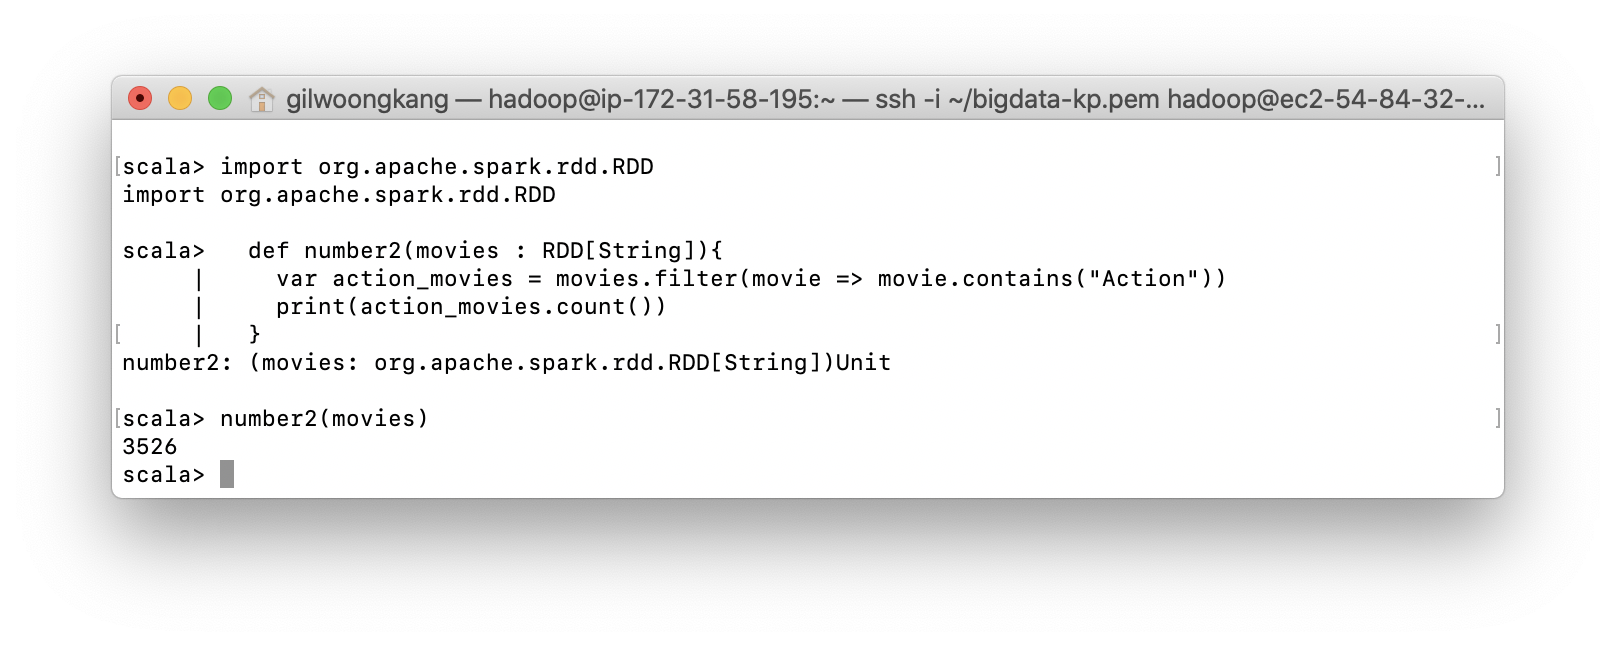 gilwoongkang — hadoop@ip-172-31-58-195:~ — ssh -i ~/bigdata-kp.pem hadoop@ec2-54-84-32-...
[scala> import org.apache.spark.rdd.RDD ]
import org.apache.spark.rdd.RDD
scala>   def number2(movies : RDD[String]){
     |     var action_movies = movies.filter(movie => movie.contains("Action"))
     |     print(action_movies.count())
[     |   } ]
number2: (movies: org.apache.spark.rdd.RDD[String])Unit
[scala> number2(movies) ]
3526
scala>